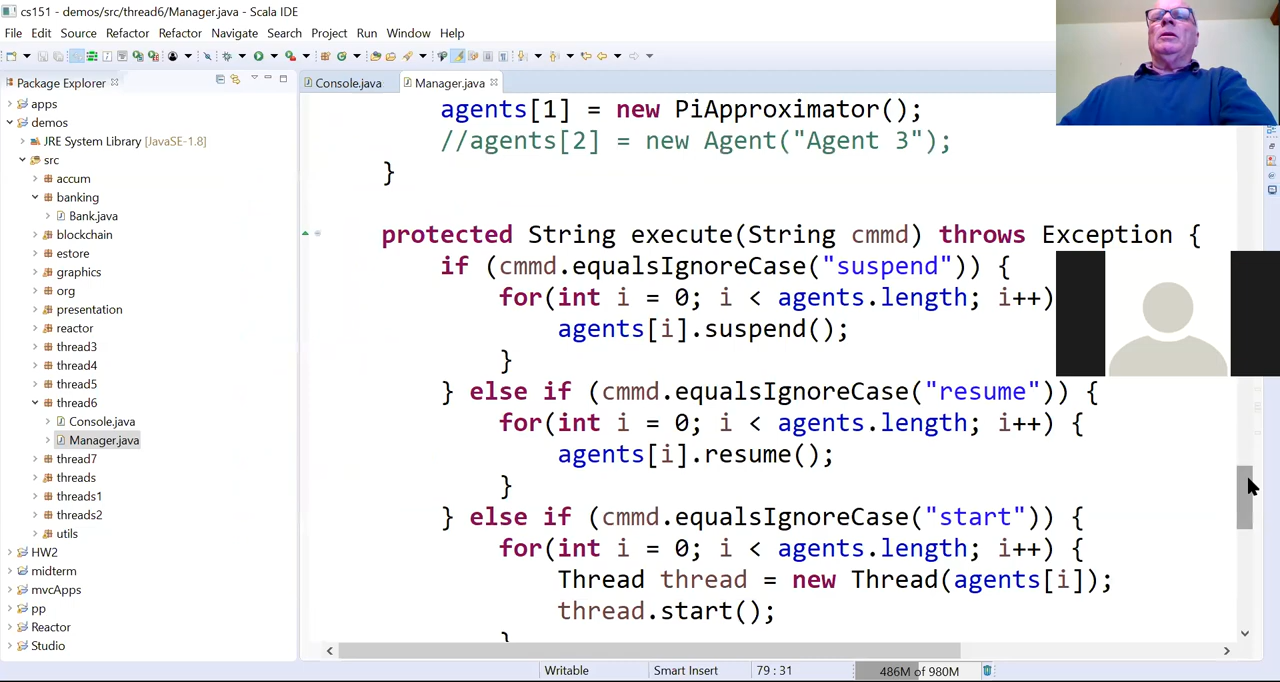 cs151 - demos/src/thread6/Manager.java - Scala IDE
File Edit Source Refactor Refactor Navigate Search Project Run Window Help
Package Explorer
Console.java
Manager.java
apps
demos
JRE System Library [JavaSE-1.8]
src
accum
banking
Bank.java
blockchain
estore
graphics
org
presentation
reactor
thread3
thread4
thread5
thread6
Console.java
Manager.java
thread7
threads
threads1
threads2
utils
HW2
midterm
mvcApps
pp
Reactor
Studio
agents[1] = new PiApproximator();
//agents[2] = new Agent("Agent 3");
}
protected String execute(String cmmd) throws Exception {
if (cmmd.equalsIgnoreCase("suspend")) {
for(int i = 0; i < agents.length; i++)
agents[i].suspend();
}
} else if (cmmd.equalsIgnoreCase("resume")) {
for(int i = 0; i < agents.length; i++) {
agents[i].resume();
}
} else if (cmmd.equalsIgnoreCase("start")) {
for(int i = 0; i < agents.length; i++) {
Thread thread = new Thread(agents[i]);
thread.start();
}
Writable
Smart Insert
79 : 31
486M of 980M